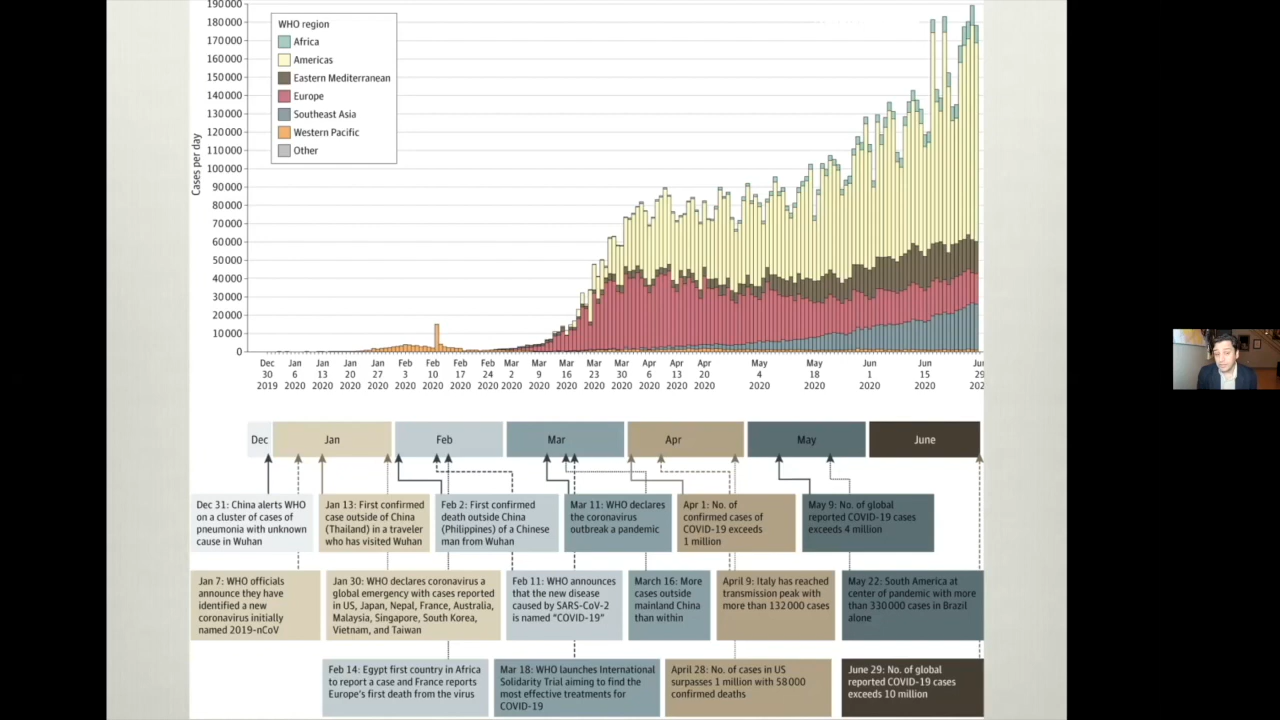 190000
180000
170000
160000
150000
140000
130000
120000
110000
100000
90000
80000
70000
60000
50000
40000
30000
20000
10000
0
Cases per day
WHO region
Africa
Americas
Eastern Mediterranean
Europe
Southeast Asia
Western Pacific
Other
Dec 30 2019
Jan 6 2020
Jan 13 2020
Jan 20 2020
Jan 27 2020
Feb 3 2020
Feb 10 2020
Feb 17 2020
Feb 24 2020
Mar 2 2020
Mar 9 2020
Mar 16 2020
Mar 23 2020
Mar 30 2020
Apr 6 2020
Apr 13 2020
Apr 20 2020
May 4 2020
May 18 2020
Jun 1 2020
Jun 15 2020
29
Dec
Jan
Feb
Mar
Apr
May
June
Dec 31: China alerts WHO
on a cluster of cases of
pneumonia with unknown
cause in Wuhan
Jan 13: First confirmed
case outside of China
(Thailand) in a traveler
who has visited Wuhan
Feb 2: First confirmed
death outside China
(Philippines) of a Chinese
man from Wuhan
Mar 11: WHO declares
the coronavirus
outbreak a pandemic
Apr 1: No. of
confirmed cases of
COVID-19 exceeds
1 million
May 9: No. of global
reported COVID-19 cases
exceeds 4 million
Jan 7: WHO officials
announce they have
identified a new
coronavirus initially
named 2019-nCoV
Jan 30: WHO declares coronavirus a
global emergency with cases reported
in US, Japan, Nepal, France, Australia,
Malaysia, Singapore, South Korea,
Vietnam, and Taiwan
Feb 11: WHO announces
that the new disease
caused by SARS-CoV-2
is named "COVID-19"
March 16: More
cases outside
mainland China
than within
April 9: Italy has reached
transmission peak with
more than 132 000 cases
May 22: South America at
center of pandemic with more
than 330 000 cases in Brazil
alone
Feb 14: Egypt first country in Africa
to report a case and France reports
Europe's first death from the virus
Mar 18: WHO launches International
Solidarity Trial aiming to find the
most effective treatments for
COVID-19
April 28: No. of cases in US
surpasses 1 million with 58 000
confirmed deaths
June 29: No. of global
reported COVID-19 cases
exceeds 10 million